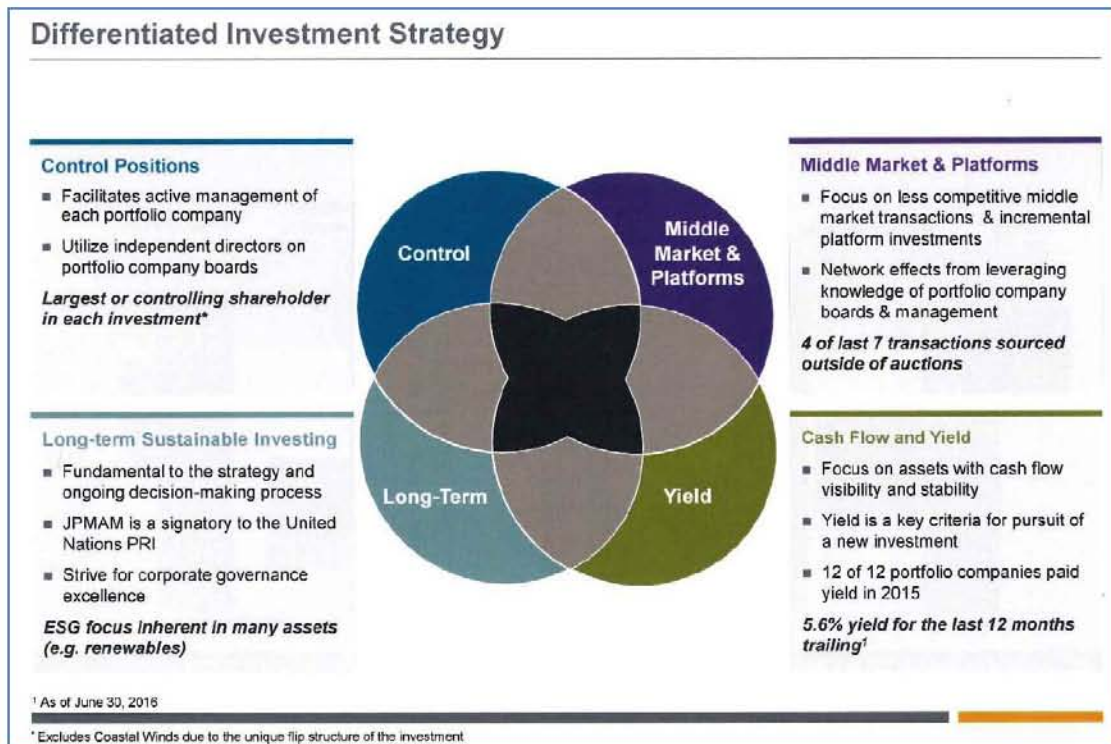 Differentiated Investment Strategy
Control Positions
■ Facilitates active management of
each portfolio company
■ Utilize independent directors on
portfolio company boards
Largest or controlling shareholder
in each investment*
Long-term Sustainable Investing
■ Fundamental to the strategy and
ongoing decision-making process
■ JPMAM is a signatory to the United
Nations PRI
■ Strive for corporate governance
excellence
ESG focus inherent in many assets
(e.g. renewables)
Control
Middle
Market &
Platforms
Long-Term
Yield
Middle Market & Platforms
■ Focus on less competitive middle
market transactions & incremental
platform investments
■ Network effects from leveraging
knowledge of portfolio company
boards & management
4 of last 7 transactions sourced
outside of auctions
Cash Flow and Yield
■ Focus on assets with cash flow
visibility and stability
■ Yield is a key criteria for pursuit of
a new investment
■ 12 of 12 portfolio companies paid
yield in 2015
5.6% yield for the last 12 months
trailing¹
¹ As of June 30, 2016
* Excludes Coastal Winds due to the unique flip structure of the investment